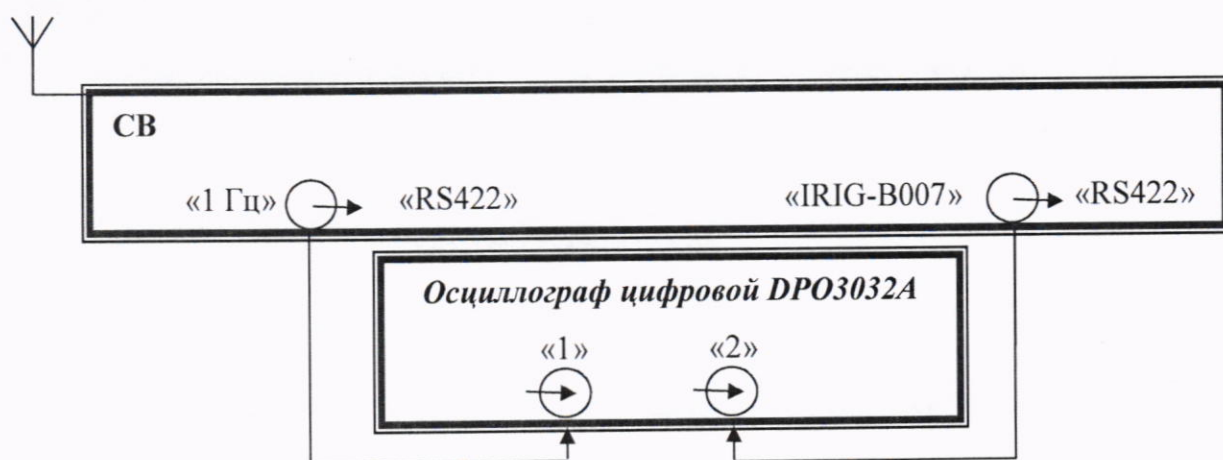 СВ
«1 Гц» «RS422» «IRIG-B007» «RS422»
Осциллограф цифровой DPO3032A
«1» «2»